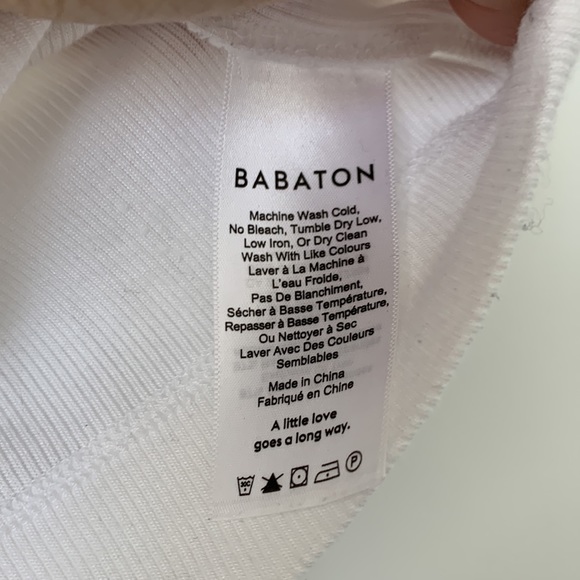 BABATON
Machine Wash Cold,
No Bleach, Tumble Dry Low,
Low Iron, Or Dry Clean
Wash With Like Colours
Laver à La Machine à
L'eau Froide,
Pas De Blanchiment,
Sécher à Basse Température,
Repasser à Basse Température,
Ou Nettoyer à Sec
Laver Avec Des Couleurs
Semblables
Made in China
Fabriqué en Chine
A little love
goes a long way.
30C
P